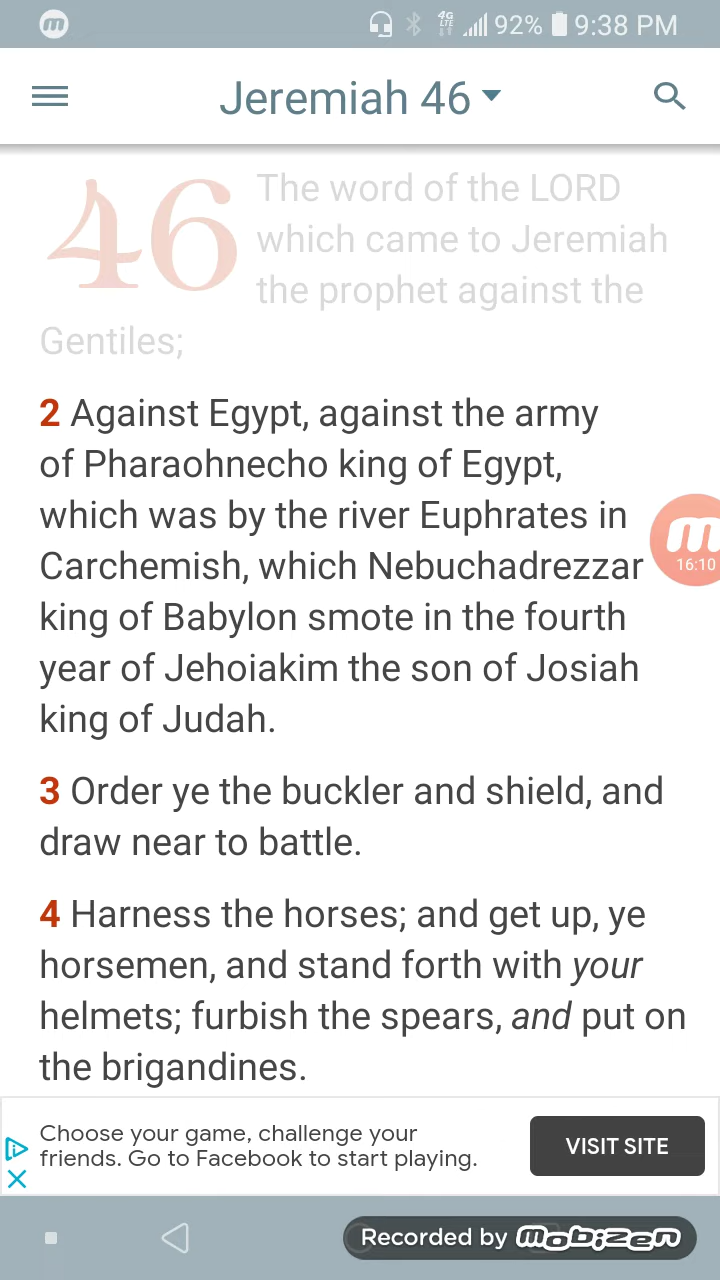 92% 9:38 PM
Jeremiah 46
46 The word of the LORD
which came to Jeremiah
the prophet against the
Gentiles;
2 Against Egypt, against the army
of Pharaohnecho king of Egypt,
which was by the river Euphrates in
Carchemish, which Nebuchadrezzar
king of Babylon smote in the fourth
year of Jehoiakim the son of Josiah
king of Judah.
m
16:10
3 Order ye the buckler and shield, and
draw near to battle.
4 Harness the horses; and get up, ye
horsemen, and stand forth with your
helmets; furbish the spears, and put on
the brigandines.
Choose your game, challenge your
friends. Go to Facebook to start playing.
VISIT SITE
Recorded by mobizen